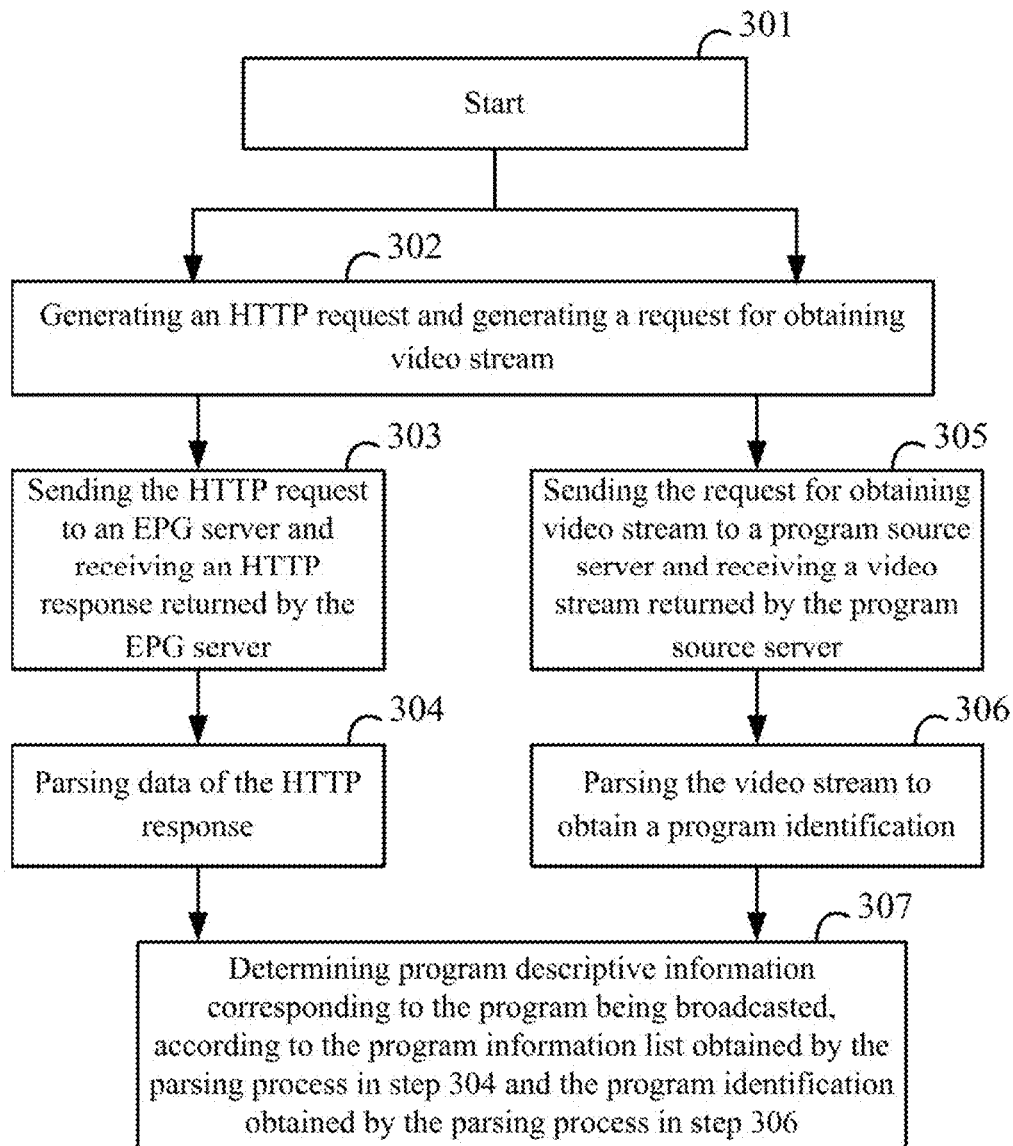 301
Start
302
Generating an HTTP request and generating a request for obtaining
video stream
303
Sending the HTTP request
to an EPG server and
receiving an HTTP
response returned by the
EPG server
305
Sending the request for obtaining
video stream to a program source
server and receiving a video
stream returned by the program
source server
304
Parsing data of the HTTP
response
306
Parsing the video stream to
obtain a program identification
307
Determining program descriptive information
corresponding to the program being broadcasted,
according to the program information list obtained by the
parsing process in step 304 and the program identification
obtained by the parsing process in step 306